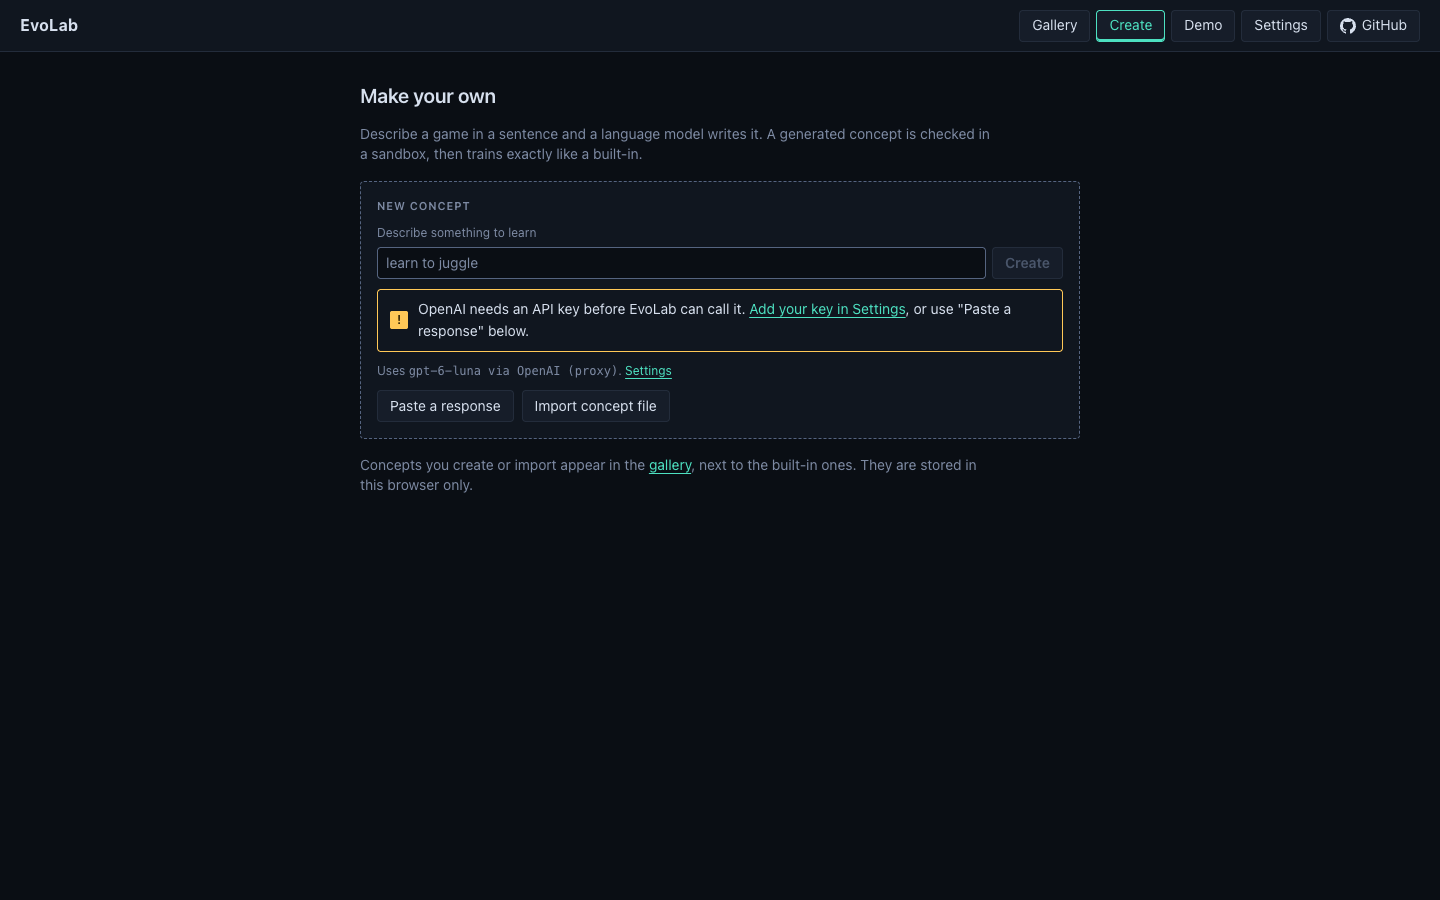 EvoLab
Gallery
Create
Demo
Settings
GitHub
Make your own
Describe a game in a sentence and a language model writes it. A generated concept is checked in
a sandbox, then trains exactly like a built-in.
NEW CONCEPT
Describe something to learn
learn to juggle
Create
! OpenAI needs an API key before EvoLab can call it. Add your key in Settings, or use "Paste a
response" below.
Uses gpt-6-luna via OpenAI (proxy). Settings
Paste a response
Import concept file
Concepts you create or import appear in the gallery, next to the built-in ones. They are stored in
this browser only.